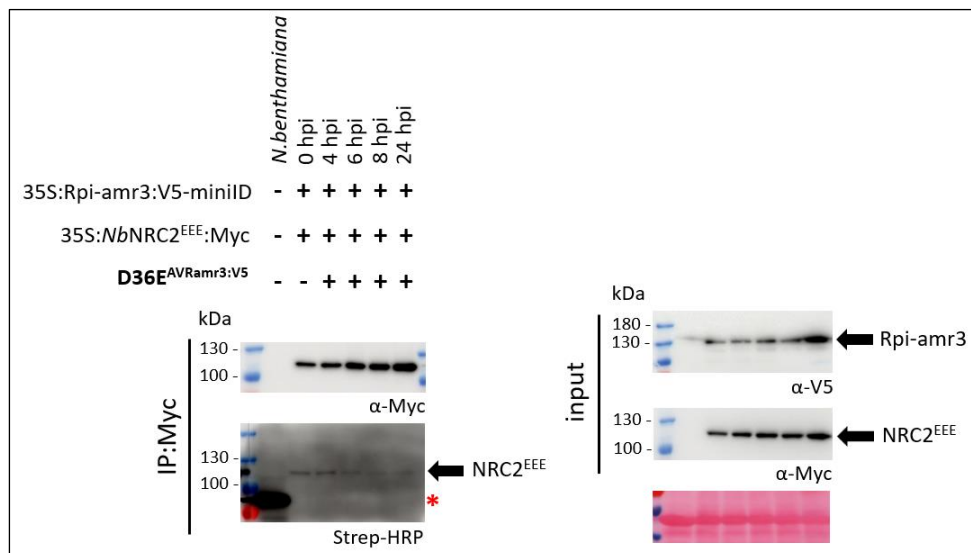 N.benthamiana
0 hpi
4 hpi
6 hpi
8 hpi
24 hpi
35S:Rpi-amr3:V5-miniID - + + + + +
35S:NbNRC2EEE:Myc - + + + + +
D36EAVRamr3:V5 - - + + + +
IP:Myc
kDa
130 -
100 -
α-Myc
130 -
100 -
NRC2EEE
*
Strep-HRP
input
kDa
180 -
130 -
Rpi-amr3
α-V5
130 -
100 -
NRC2EEE
α-Myc